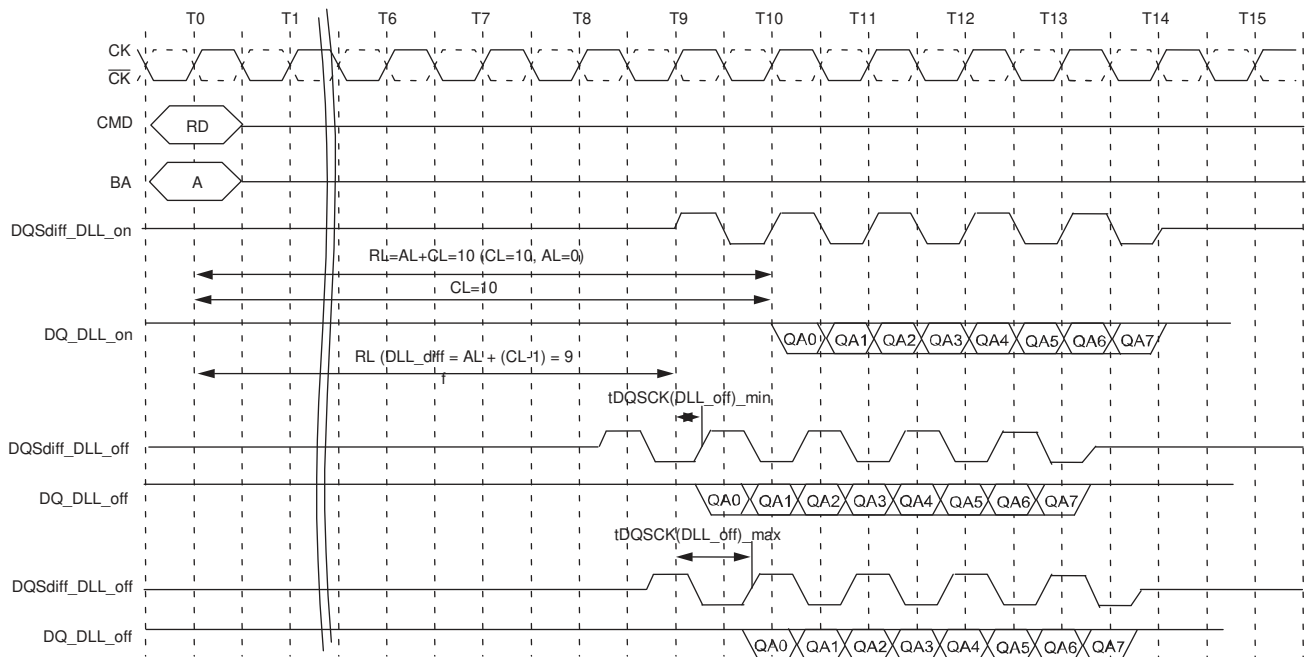 T0 T1 T6 T7 T8 T9 T10 T11 T12 T13 T14 T15
CK
CK
CMD RD
BA A
DQSdiff_DLL_on
RL=AL+CL=10 (CL=10, AL=0)
CL=10
DQ_DLL_on QA0 QA1 QA2 QA3 QA4 QA5 QA6 QA7
RL (DLL_diff = AL + (CL-1) = 9
f
tDQSCK(DLL_off)_min
DQSdiff_DLL_off
DQ_DLL_off QA0 QA1 QA2 QA3 QA4 QA5 QA6 QA7
tDQSCK(DLL_off)_max
DQSdiff_DLL_off
DQ_DLL_off QA0 QA1 QA2 QA3 QA4 QA5 QA6 QA7